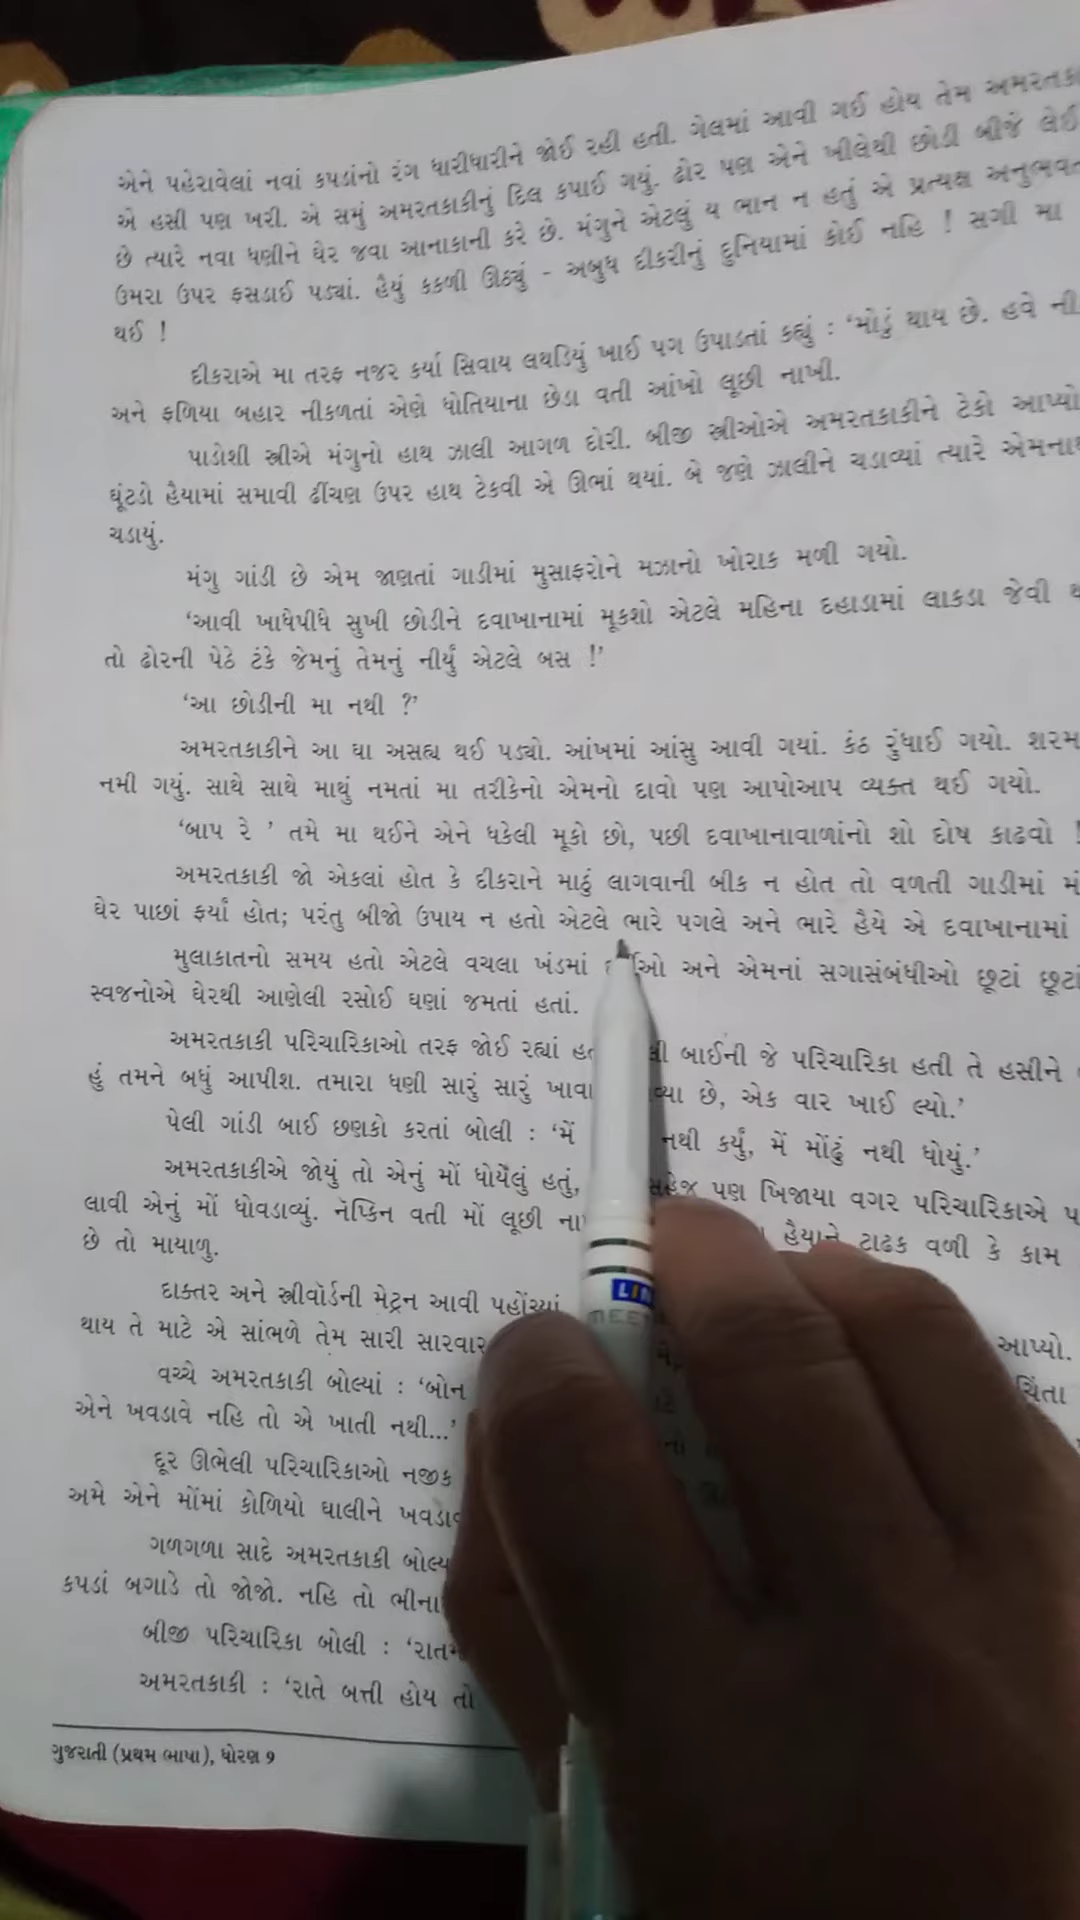 એને પહેરાવેલાં નવાં કપડાંનો રંગ ધારીધારીને જોઈ રહી હતી. ગેલમાં આવી ગઈ હોય તેમ
એ હસી પણ ખરી. એ સમું અમરતકાકીનું દિલ કપાઈ ગયું. ઢોર પણ એને ખીલેથી છોડી બીજે લેઈ
છે ત્યારે નવા ધણીને ઘેર જવા આનાકાની કરે છે. મંગુને એટલું ય ભાન ન હતું એ પ્રત્યક્ષ
ઉમરા ઉપર ફસડાઈ પડ્યાં. હૈયું કકળી ઊઠ્યું - અબુધ દીકરીનું દુનિયામાં કોઈ નહિ ! સગી મા
થઈ !
દીકરાએ મા તરફ નજર કર્યા સિવાય લથડિયું ખાઈ પગ ઉપાડતાં કહ્યું : ‘મોડું થાય છે. હવે
અને ફળિયા બહાર નીકળતાં એણે ધોતિયાના છેડા વતી આંખો લૂછી નાખી.
પાડોશી સ્ત્રીએ મંગુનો હાથ ઝાલી આગળ દોરી. બીજી સ્ત્રીઓએ અમરતકાકીને ટેકો આપ્યો
ઘૂંટડો હૈયામાં સમાવી ઢીંચણ ઉપર હાથ ટેકવી એ ઊભાં થયાં. બે જણે ઝાલીને ચડાવ્યાં ત્યારે
ચડાયું.
મંગુ ગાંડી છે એમ જાણતાં ગાડીમાં મુસાફરોને મઝાનો ખોરાક મળી ગયો.
‘આવી ખાધેપીધે સુખી છોડીને દવાખાનામાં મૂકશો એટલે મહિના દહાડામાં લાકડા જેવી
તો ઢોરની પેઠે ટંકે જેમનું તેમનું નીર્યું એટલે બસ !’
‘આ છોડીની મા નથી ?’
અમરતકાકીને આ ઘા અસહ્ય થઈ પડ્યો. આંખમાં આંસુ આવી ગયાં. કંઠ રુંધાઈ ગયો.
નમી ગયું. સાથે સાથે માથું નમતાં મા તરીકેનો એમનો દાવો પણ આપોઆપ વ્યક્ત થઈ ગયો.
‘બાપ રે ’ તમે મા થઈને એને ધકેલી મૂકો છો, પછી દવાખાનાવાળાંનો શો દોષ કાઢવો !
અમરતકાકી જો એકલાં હોત કે દીકરાને માઠું લાગવાની બીક ન હોત તો વળતી ગાડીમાં
ઘેર પાછાં ફર્યાં હોત; પરંતુ બીજો ઉપાય ન હતો એટલે ભારે પગલે અને ભારે હૈયે એ દવાખાનામાં
મુલાકાતનો સમય હતો એટલે વચલા ખંડમાં અને એમનાં સગાસંબંધીઓ છૂટાં છૂટાં
સ્વજનોએ ઘેરથી આણેલી રસોઈ ઘણાં જમતાં હતાં.
અમરતકાકી પરિચારિકાઓ તરફ જોઈ રહ્યાં બાઈની જે પરિચારિકા હતી તે હસીને
હું તમને બધું આપીશ. તમારા ધણી સારું સારું છે, એક વાર ખાઈ લ્યો.’
પેલી ગાંડી બાઈ છણકો કરતાં બોલી : ‘મેં નથી કર્યું, મેં મોંઢું નથી ધોયું.’
અમરતકાકીએ જોયું તો એનું મોં ધોયેલું હતું, સહેજ પણ ખિજાયા વગર પરિચારિકાએ
લાવી એનું મોં ધોવડાવ્યું. નૅપ્કિન વતી મોં લૂછી હૈયાને ટાઢક વળી કે કામ
છે તો માયાળુ.
દાક્તર અને સ્ત્રીવૉર્ડની મેટ્રન આવી પહોંચ્યાં
થાય તે માટે એ સાંભળે તેમ સારી સારવાર આપ્યો.
વચ્ચે અમરતકાકી બોલ્યાં : ‘બોન ચિંતા
એને ખવડાવે નહિ તો એ ખાતી નથી...’
દૂર ઊભેલી પરિચારિકાઓ નજીક
અમે એને મોંમાં કોળિયો ઘાલીને
ગળગળા સાદે અમરતકાકી
કપડાં બગાડે તો જોજો. નહિ તો ભીના
બીજી પરિચારિકા બોલી :
અમરતકાકી : ‘રાતે બત્તી હોય તો
ગુજરાતી (પ્રથમ ભાષા), ધોરણ 9
LIN